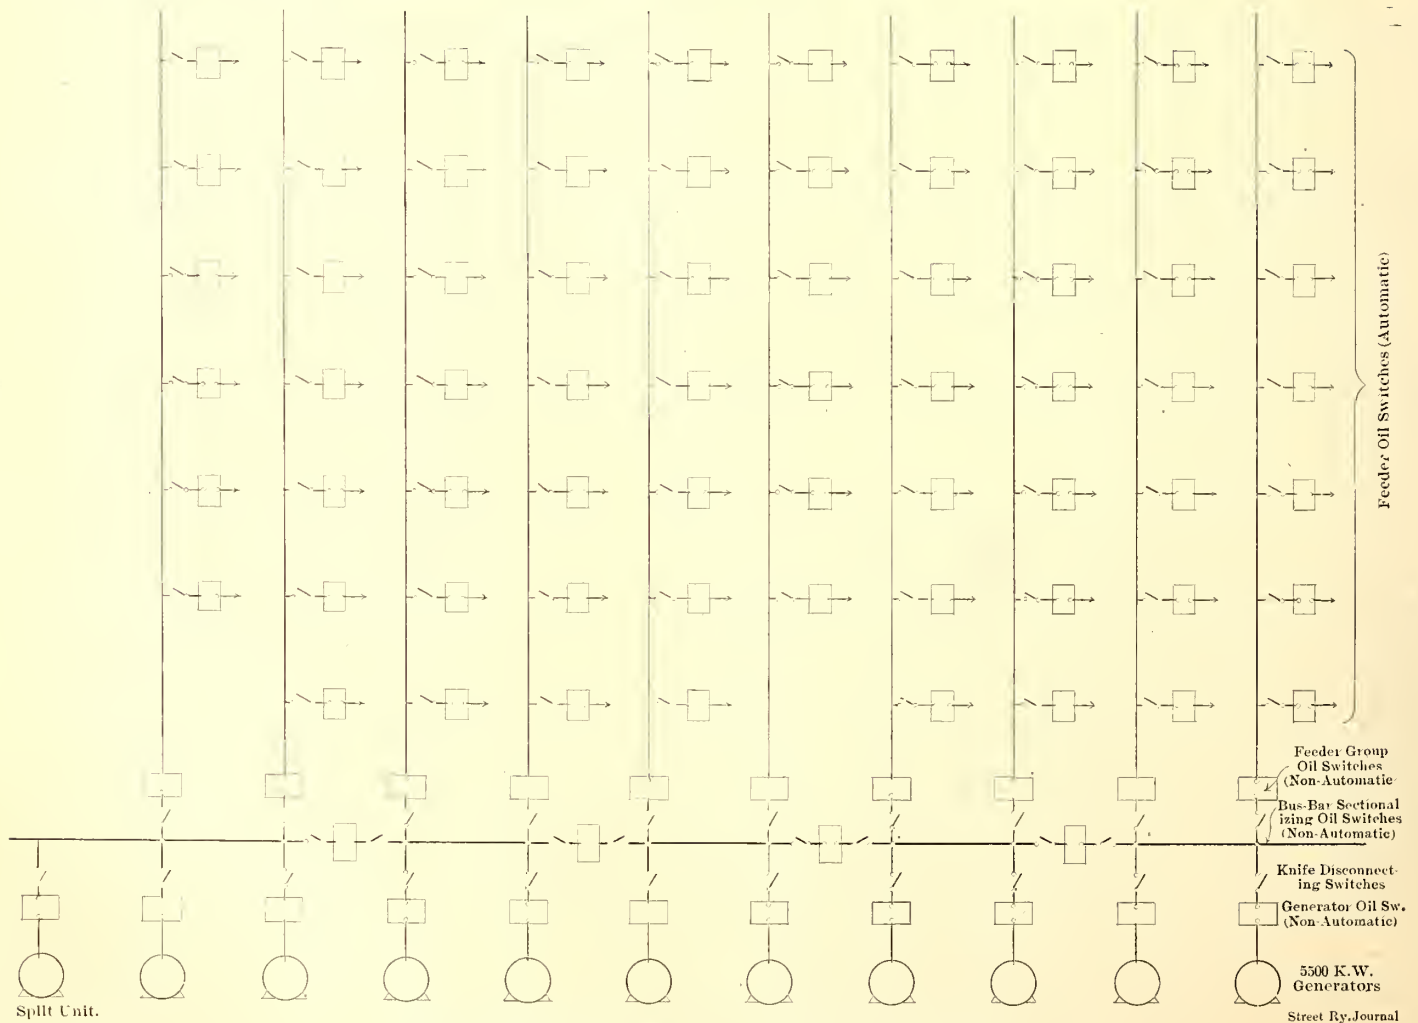 Feeder Oil Switches (Automatic)
Feeder Group
Oil Switches
(Non-Automatic
Bus-Bar Sectional
izing Oil Switches
(Non-Automatic)
Knife Disconnect-
ing Switches
Generator Oil Sw.
(Non-Automatic)
5500 K.W.
Generators
Split Unit.
Street Ry. Journal